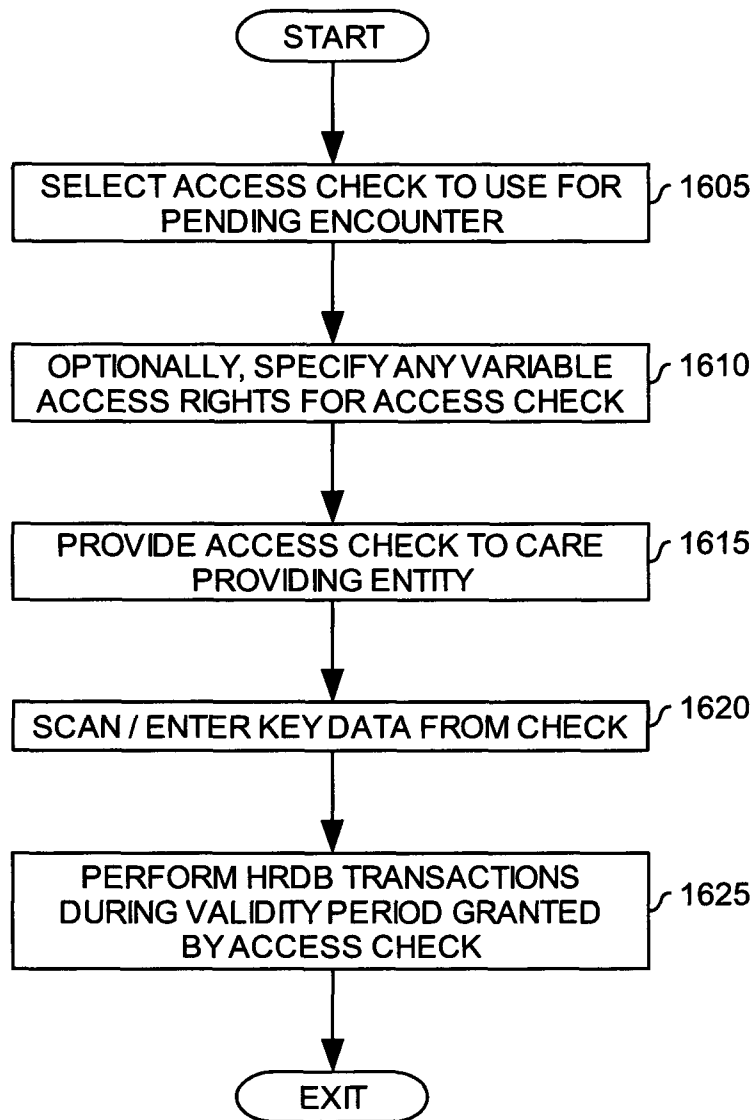 START
SELECT ACCESS CHECK TO USE FOR
PENDING ENCOUNTER
1605
OPTIONALLY, SPECIFY ANY VARIABLE
ACCESS RIGHTS FOR ACCESS CHECK
1610
PROVIDE ACCESS CHECK TO CARE
PROVIDING ENTITY
1615
SCAN / ENTER KEY DATA FROM CHECK
1620
PERFORM HRDB TRANSACTIONS
DURING VALIDITY PERIOD GRANTED
BY ACCESS CHECK
1625
EXIT